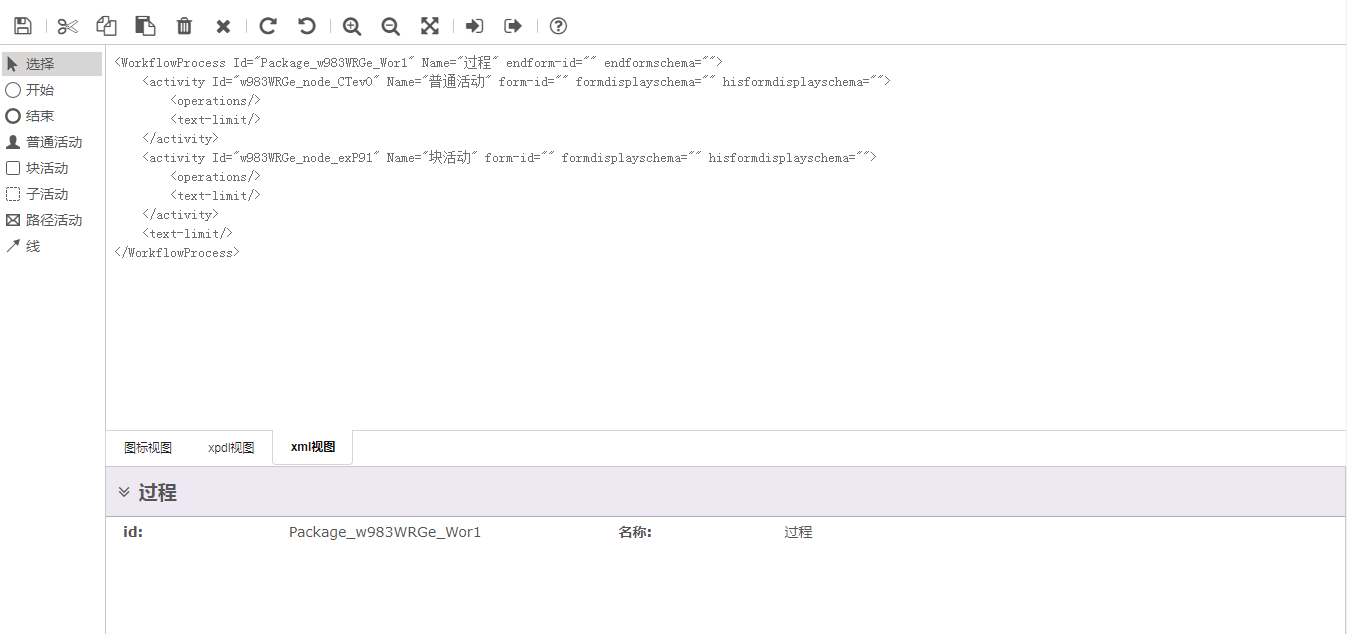 选择
开始
结束
普通活动
块活动
子活动
路径活动
线
<WorkflowProcess Id="Package_w983WRGe_Wor1" Name="过程" endform-id="" endformschema="">
<activity Id="w983WRGe_node_CTevO" Name="普通活动" form-id="" formdisplayschema="" hisformdisplayschema="">
<operations/>
<text-limit/>
</activity>
<activity Id="w983WRGe_node_exP91" Name="块活动" form-id="" formdisplayschema="" hisformdisplayschema="">
<operations/>
<text-limit/>
</activity>
<text-limit/>
</WorkflowProcess>
图标视图 xpdl视图 xml视图
过程
id: Package_w983WRGe_Wor1 名称: 过程